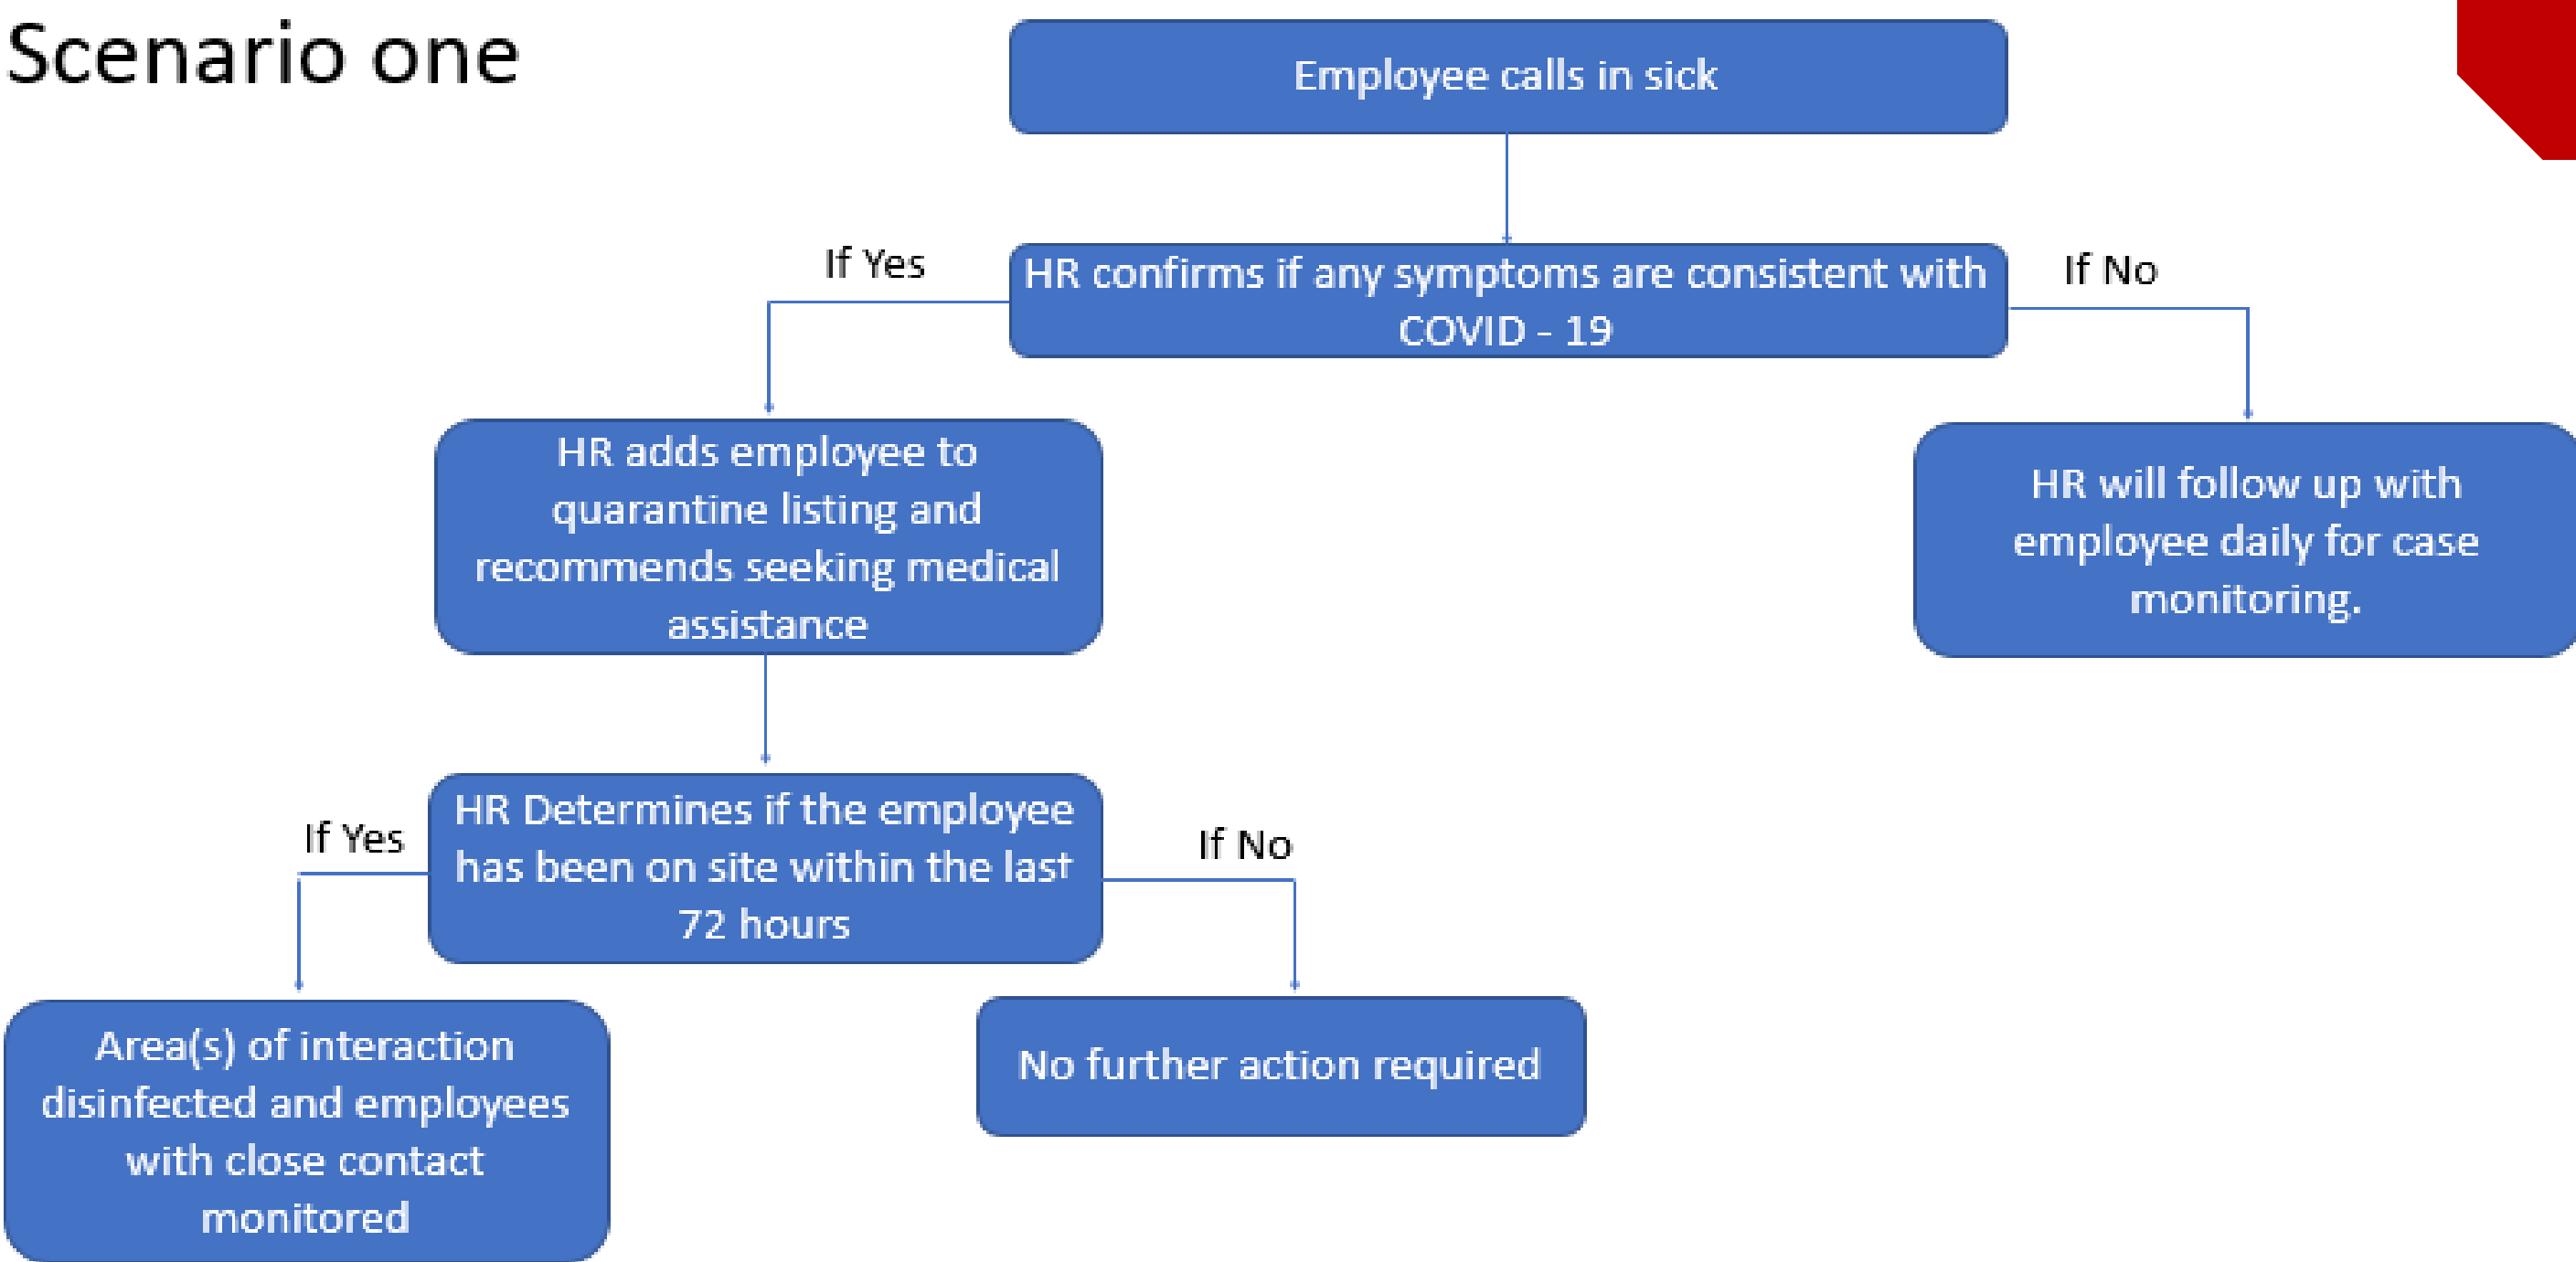 Scenario one
Employee calls in sick
If Yes
HR confirms if any symptoms are consistent with
COVID - 19
If No
HR adds employee to
quarantine listing and
recommends seeking medical
assistance
HR will follow up with
employee daily for case
monitoring.
If Yes
HR Determines if the employee
has been on site within the last
72 hours
If No
Area(s) of interaction
disinfected and employees
with close contact
monitored
No further action required